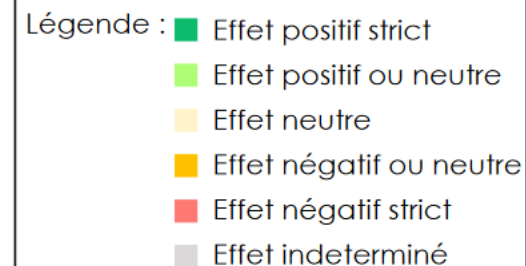 Légende : Effet positif strict
Effet positif ou neutre
Effet neutre
Effet négatif ou neutre
Effet négatif strict
Effet indeterminé